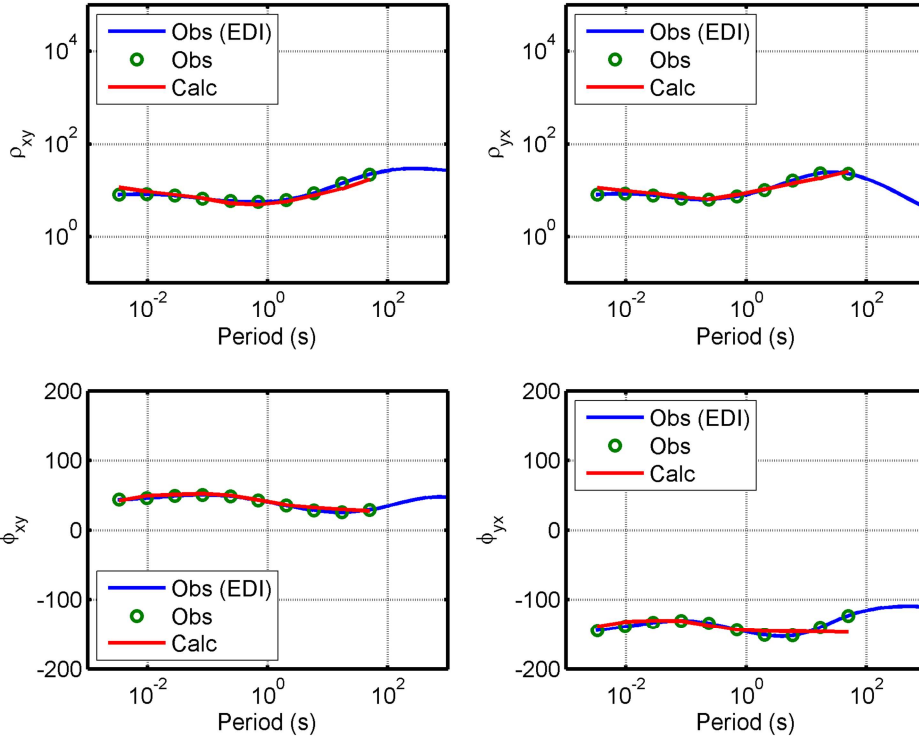 10^4
10^2
10^0
ρ_xy
Obs (EDI)
Obs
Calc
10^-2
10^0
10^2
Period (s)
10^4
10^2
10^0
ρ_yx
Obs (EDI)
Obs
Calc
10^-2
10^0
10^2
Period (s)
200
100
0
-100
-200
ϕ_xy
Obs (EDI)
Obs
Calc
10^-2
10^0
10^2
Period (s)
200
100
0
-100
-200
ϕ_yx
Obs (EDI)
Obs
Calc
10^-2
10^0
10^2
Period (s)